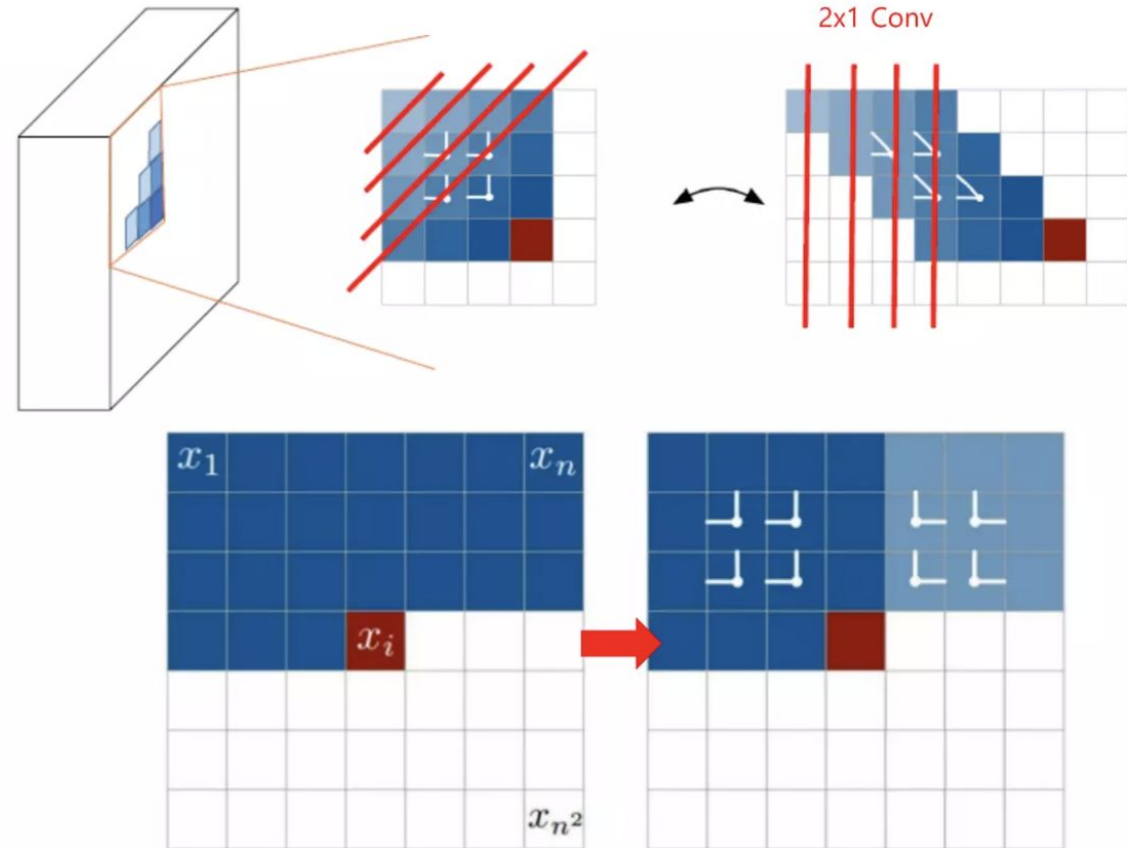 2x1 Conv
x₁
xₙ
xᵢ
xₙ²